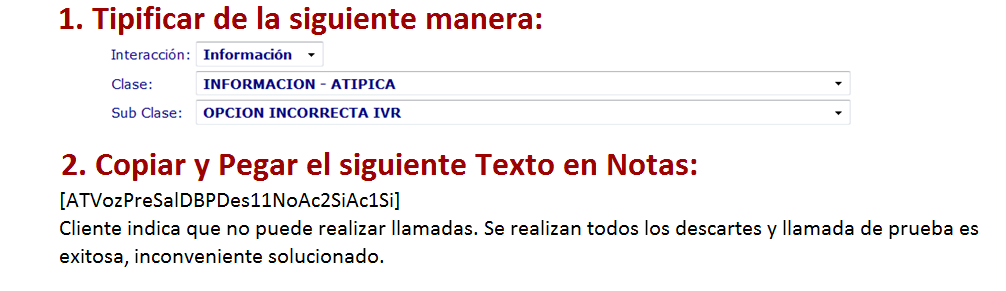 1. Tipificar de la siguiente manera:
Interacción: Información
Clase: INFORMACION - ATIPICA
Sub Clase: OPCION INCORRECTA IVR
2. Copiar y Pegar el siguiente Texto en Notas:
[ATVozPreSalDBPDes11NoAc2SiAc1Si]
Cliente indica que no puede realizar llamadas. Se realizan todos los descartes y llamada de prueba es
exitosa, inconveniente solucionado.